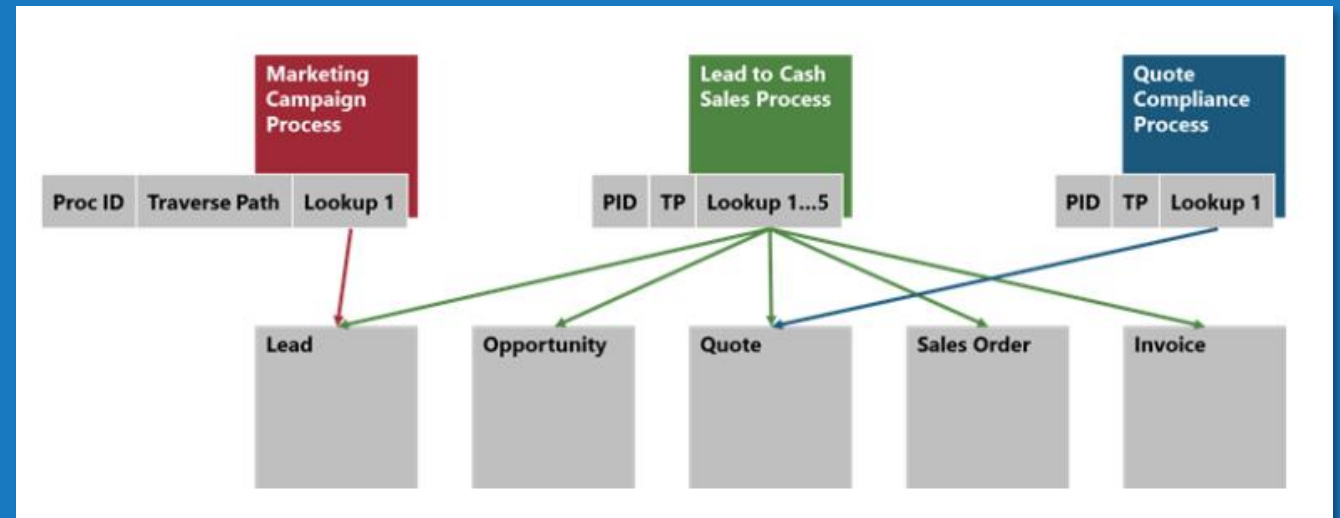 Marketing
Campaign
Process
Lead to Cash
Sales Process
Quote
Compliance
Process
Proc ID
Traverse Path
Lookup 1
PID
TP
Lookup 1...5
PID
TP
Lookup 1
Lead
Opportunity
Quote
Sales Order
Invoice